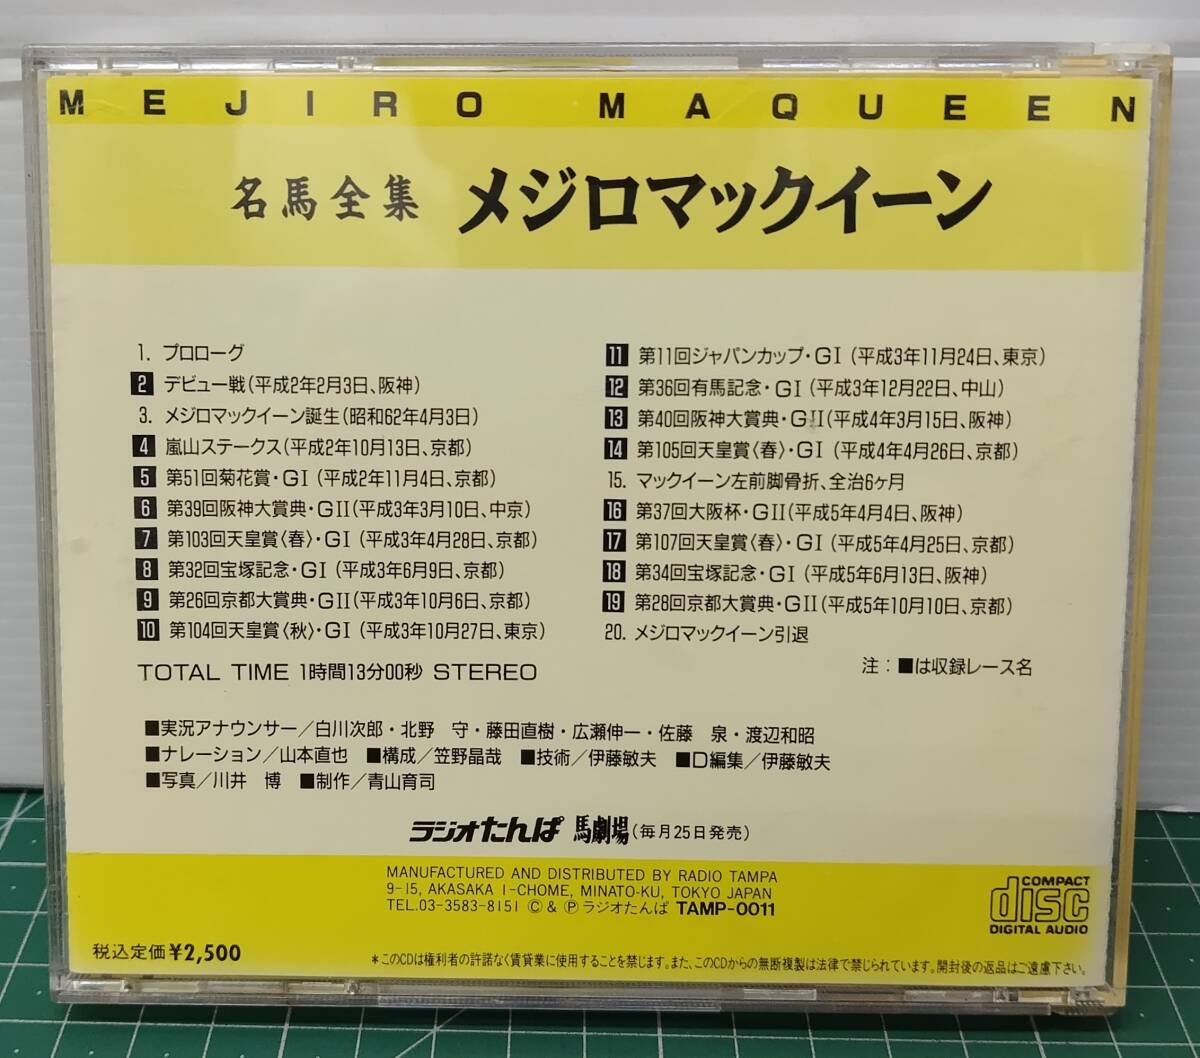 MEJIRO MAQUEEN
名馬全集 メジロマックイーン
1. プロローグ
2 デビュー戦(平成2年2月3日、阪神)
3. メジロマックイーン誕生(昭和62年4月3日)
4 嵐山ステークス(平成2年10月13日、京都)
5 第51回菊花賞・GI (平成2年11月4日、京都)
6 第39回阪神大賞典・GII(平成3年3月10日、中京)
7 第103回天皇賞〈春〉・GI (平成3年4月28日、京都)
8 第32回宝塚記念・GI (平成3年6月9日、京都)
9 第26回京都大賞典・GII(平成3年10月6日、京都)
10 第104回天皇賞〈秋〉・GI (平成3年10月27日、東京)
11 第11回ジャパンカップ・GI (平成3年11月24日、東京)
12 第36回有馬記念・GI (平成3年12月22日、中山)
13 第40回阪神大賞典・GII(平成4年3月15日、阪神)
14 第105回天皇賞〈春〉・GI (平成4年4月26日、京都)
15. マックイーン左前脚骨折、全治6ヶ月
16 第37回大阪杯・GII(平成5年4月4日、阪神)
17 第107回天皇賞〈春〉・GI (平成5年4月25日、京都)
18 第34回宝塚記念・GI (平成5年6月13日、阪神)
19 第28回京都大賞典・GII(平成5年10月10日、京都)
20. メジロマックイーン引退
TOTAL TIME 1時間13分00秒 STEREO
注：■は収録レース名
■実況アナウンサー／白川次郎・北野 守・藤田直樹・広瀬伸一・佐藤 泉・渡辺和昭
■ナレーション／山本直也 ■構成／笠野晶哉 ■技術／伊藤敏夫 ■D編集／伊藤敏夫
■写真／川井 博 ■制作／青山育司
ラジオたんぱ 馬劇場(毎月25日発売)
MANUFACTURED AND DISTRIBUTED BY RADIO TAMPA
9-15, AKASAKA 1-CHOME, MINATO-KU, TOKYO JAPAN
TEL.03-3583-8151 Ⓒ & Ⓟ ラジオたんぱ TAMP-0011
COMPACT
disc
DIGITAL AUDIO
税込定価¥2,500
＊このCDは権利者の許諾なく賃貸業に使用することを禁じます。また、このCDからの無断複製は法律で禁じられています。開封後の返品はご遠慮下さい。